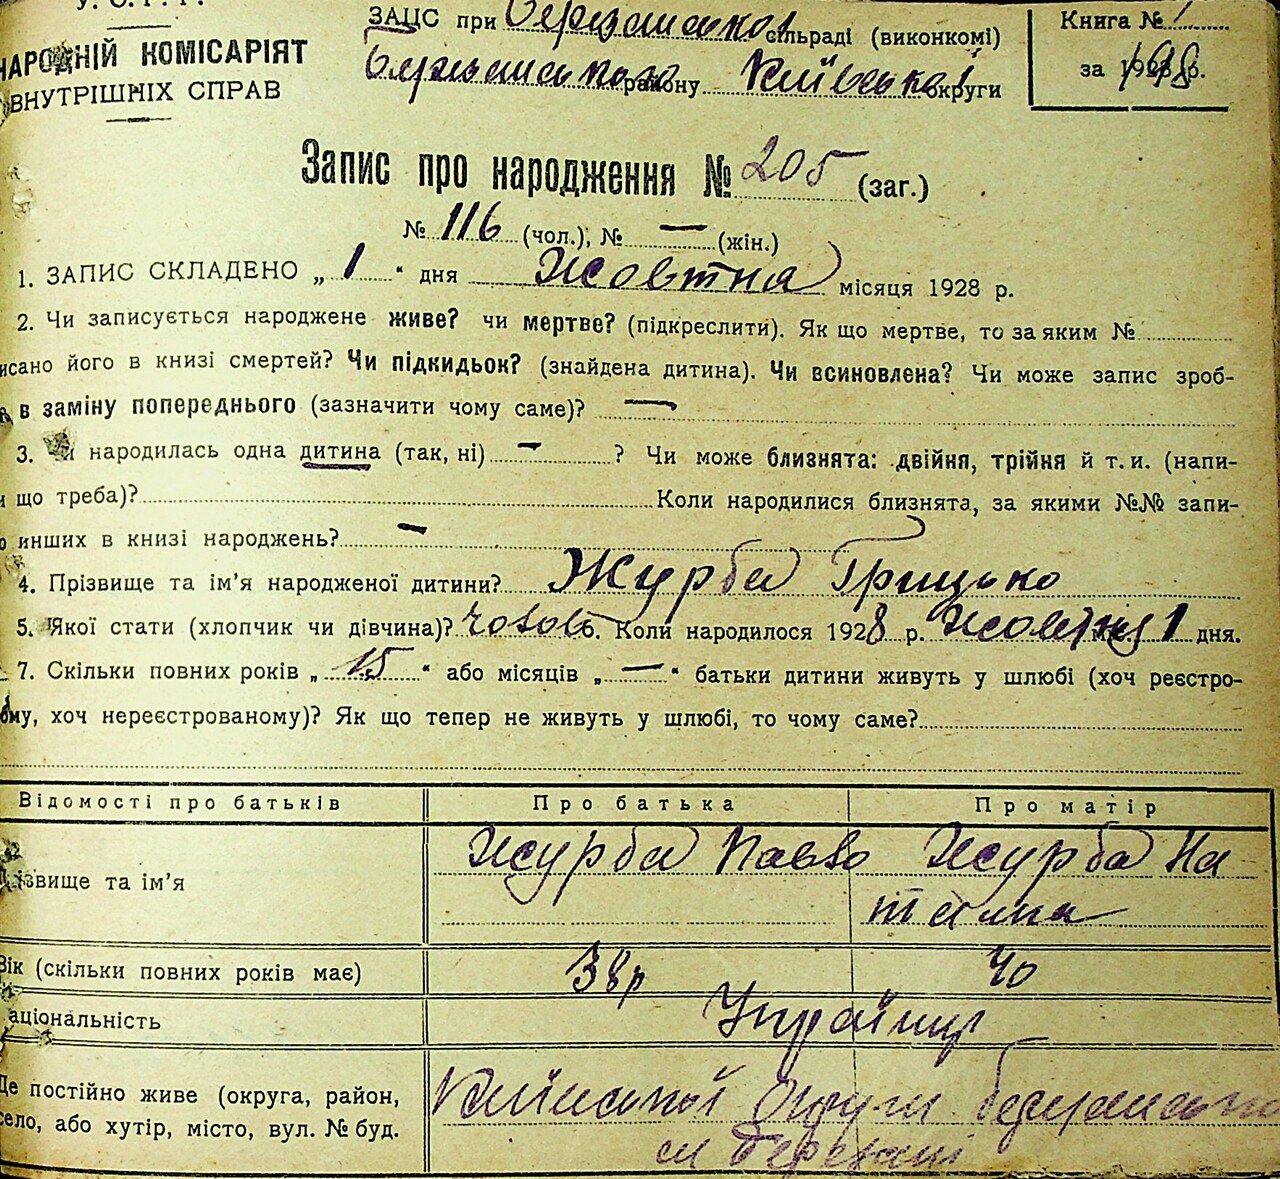 У.С.Р.Р.
НАРОДНІЙ КОМІСАРІЯТ
ВНУТРІШНІХ СПРАВ
ЗАЦС при Березанської сільраді (виконкомі)
Березанського району Київської округи
Книга № 1
за 1928 р.
Запис про народження № 205 (заг.)
№ 116 (чол.), № — (жін.)
1. ЗАПИС СКЛАДЕНО „ 1 “ дня Жовтня місяця 1928 р.
2. Чи записується народжене живе? чи мертве? (підкреслити). Як що мертве, то за яким №
исано його в книзі смертей? Чи підкидьок? (знайдена дитина). Чи всиновлена? Чи може запис зроб-
в заміну попереднього (зазначити чому саме)? —
3. Чи народилась одна дитина (так, ні) — ? Чи може близнята: двійня, трійня й т. и. (напи-
и що треба)? Коли народилися близнята, за якими №№ запи-
о инших в книзі народжень? —
4. Прізвище та ім’я народженої дитини? Журба Грицько
5. Якої стати (хлопчик чи дівчина)? 6. Коли народилося 1928 р. Жовтня 1 дня.
7. Скільки повних років „ 15 “ або місяців „ — “ батьки дитини живуть у шлюбі (хоч реєстро-
ому, хоч нереєстрованому)? Як що тепер не живуть у шлюбі, то чому саме?
Відомості про батьків Про батька Про матір
Прізвище та ім’я Журба Павло Журба На
талка
Вік (скільки повних років має) 38р 40
аціональність Українці
Де постійно живе (округа, район,
село, або хутір, місто, вул. № буд.
Київської округи Березансько
м Березані